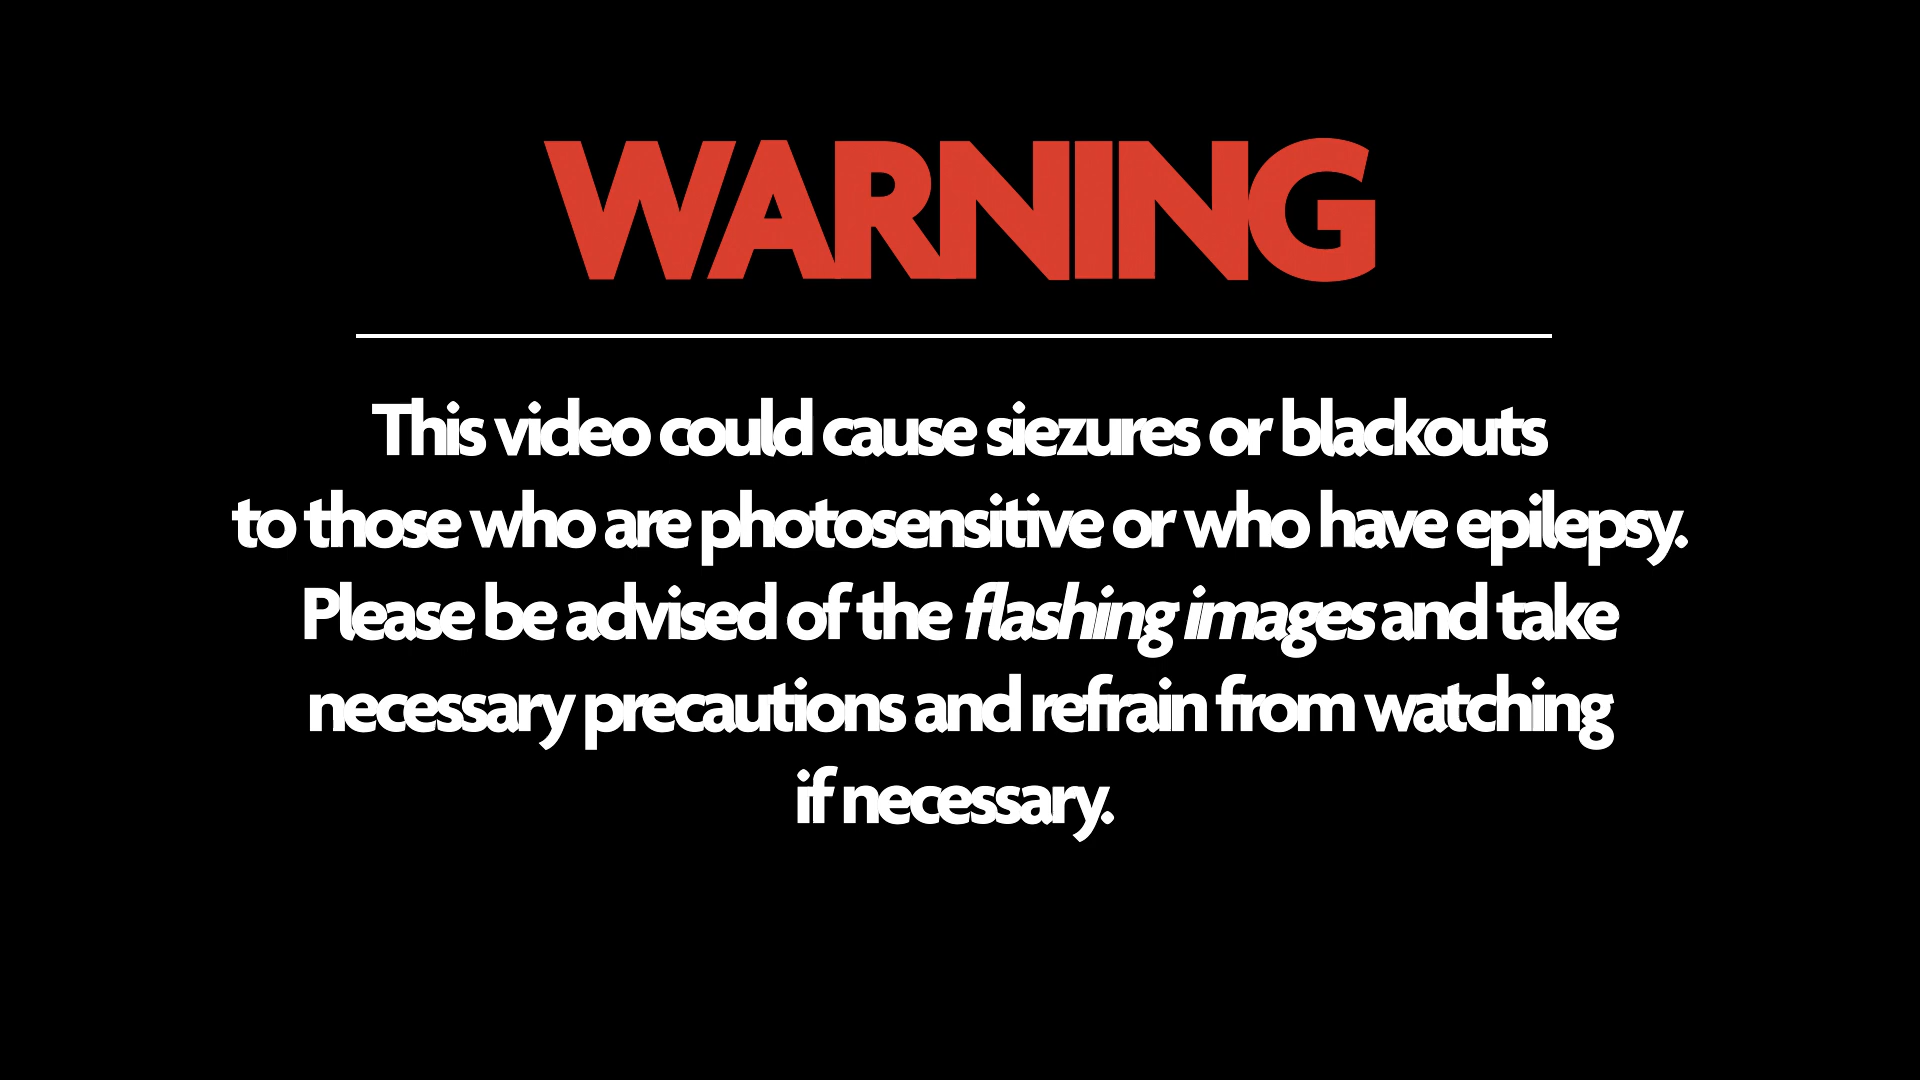 WARNING
This video could cause siezures or blackouts
to those who are photosensitive or who have epilepsy.
Please be advised of the flashing images and take
necessary precautions and refrain from watching
if necessary.